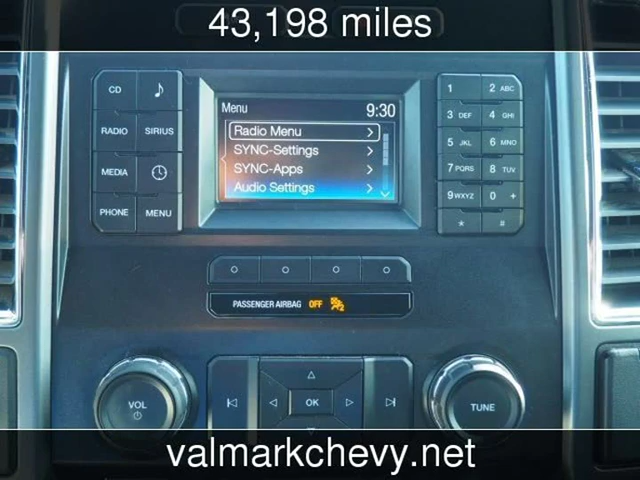 43,198 miles
CD
RADIO SIRIUS
MEDIA
PHONE MENU
Menu 9:30
Radio Menu >
SYNC-Settings >
SYNC-Apps >
Audio Settings >
1 2 ABC
3 DEF 4 GHI
5 JKL 6 MNO
7 PQRS 8 TUV
9 WXYZ 0 +
* #
PASSENGER AIRBAG OFF 2
VOL
OK
TUNE
valmarkchevy.net